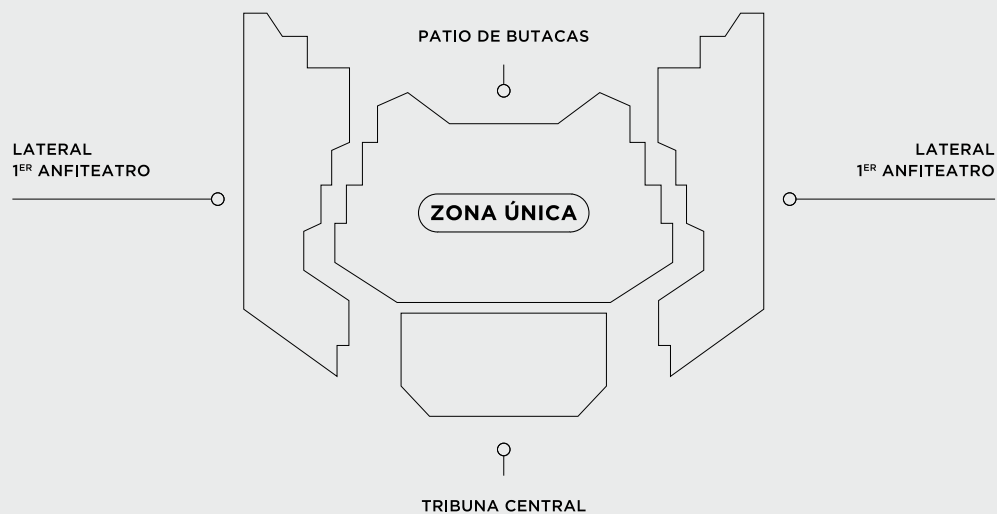 PATIO DE BUTACAS
LATERAL
1ER ANFITEATRO
LATERAL
1ER ANFITEATRO
ZONA ÚNICA
TRIBUNA CENTRAL